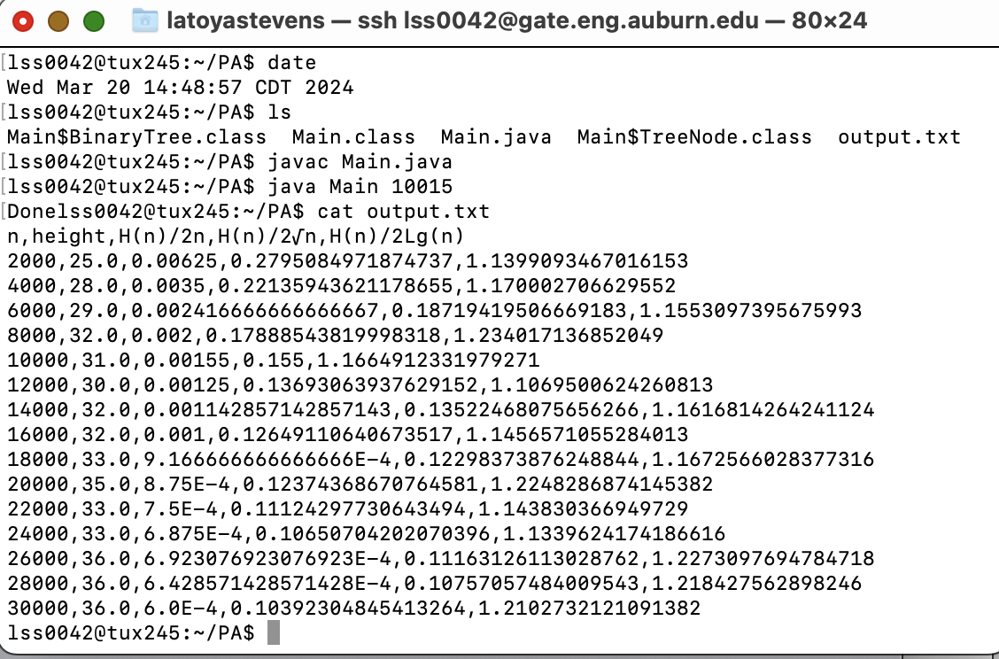 latoyastevens — ssh lss0042@gate.eng.auburn.edu — 80×24
[lss0042@tux245:~/PA$ date
Wed Mar 20 14:48:57 CDT 2024
[lss0042@tux245:~/PA$ ls
Main$BinaryTree.class  Main.class  Main.java  Main$TreeNode.class  output.txt
[lss0042@tux245:~/PA$ javac Main.java
[lss0042@tux245:~/PA$ java Main 10015
[Donelss0042@tux245:~/PA$ cat output.txt
n,height,H(n)/2n,H(n)/2√n,H(n)/2Lg(n)
2000,25.0,0.00625,0.2795084971874737,1.1399093467016153
4000,28.0,0.0035,0.22135943621178655,1.170002706629552
6000,29.0,0.002416666666666667,0.18719419506669183,1.1553097395675993
8000,32.0,0.002,0.17888543819998318,1.234017136852049
10000,31.0,0.00155,0.155,1.1664912331979271
12000,30.0,0.00125,0.13693063937629152,1.1069500624260813
14000,32.0,0.001142857142857143,0.13522468075656266,1.1616814264241124
16000,32.0,0.001,0.12649110640673517,1.1456571055284013
18000,33.0,9.166666666666666E-4,0.12298373876248844,1.1672566028377316
20000,35.0,8.75E-4,0.12374368670764581,1.2248286874145382
22000,33.0,7.5E-4,0.11124297730643494,1.143830366949729
24000,33.0,6.875E-4,0.10650704202070396,1.1339624174186616
26000,36.0,6.923076923076923E-4,0.11163126113028762,1.2273097694784718
28000,36.0,6.428571428571428E-4,0.10757057484009543,1.218427562898246
30000,36.0,6.0E-4,0.10392304845413264,1.2102732121091382
lss0042@tux245:~/PA$